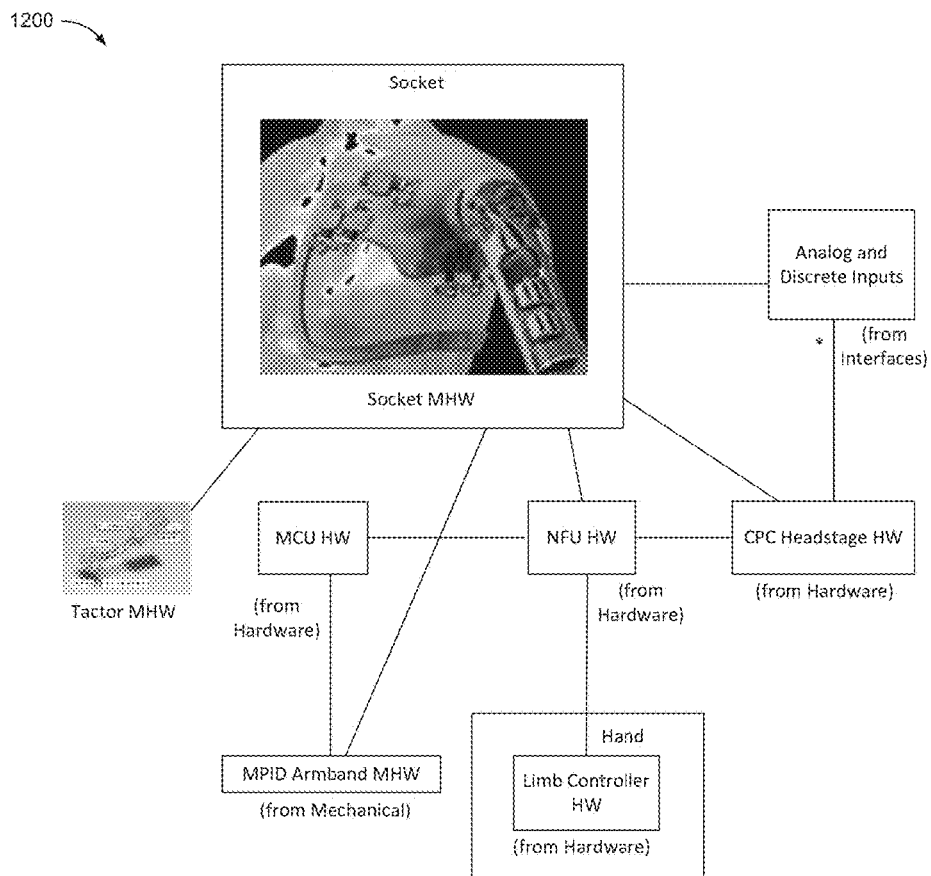 1200
Socket
Socket MHW
Analog and
Discrete Inputs
*
(from
Interfaces)
Tactor MHW
MCU HW
(from
Hardware)
NFU HW
(from
Hardware)
CPC Headstage HW
(from Hardware)
MPID Armband MHW
(from Mechanical)
Hand
Limb Controller
HW
(from Hardware)